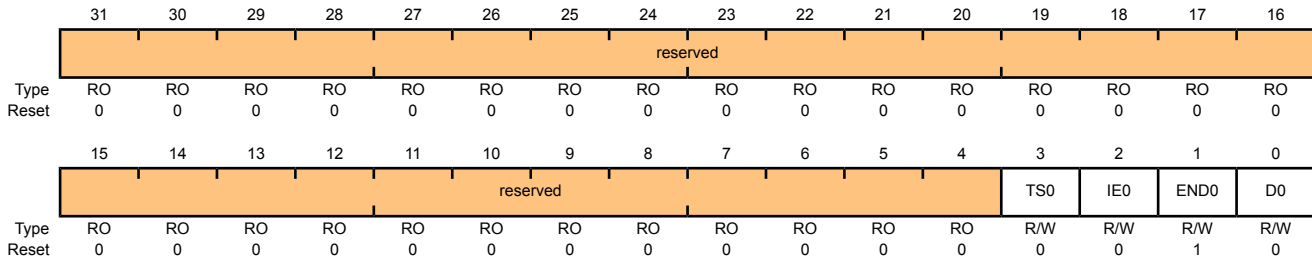 31 30 29 28 27 26 25 24 23 22 21 20 19 18 17 16
reserved
Type RO RO RO RO RO RO RO RO RO RO RO RO RO RO RO RO
Reset 0 0 0 0 0 0 0 0 0 0 0 0 0 0 0 0
15 14 13 12 11 10 9 8 7 6 5 4 3 2 1 0
reserved TS0 IE0 END0 D0
Type RO RO RO RO RO RO RO RO RO RO RO RO R/W R/W R/W R/W
Reset 0 0 0 0 0 0 0 0 0 0 0 0 0 0 1 0